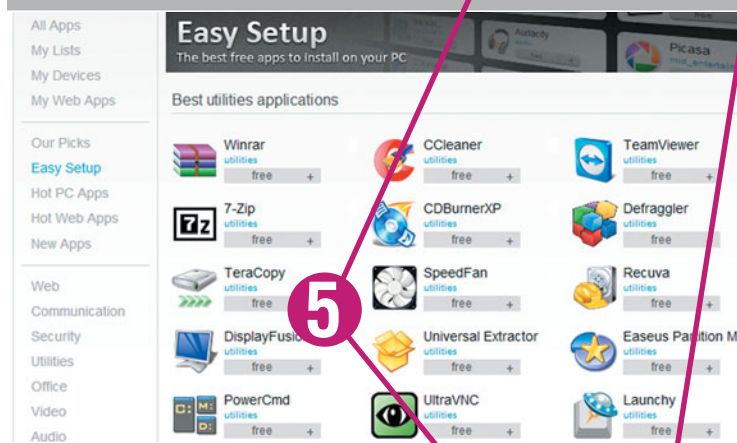 All Apps
My Lists
My Devices
My Web Apps
Our Picks
Easy Setup
Hot PC Apps
Hot Web Apps
New Apps
Web
Communication
Security
Utilities
Office
Video
Audio
Easy Setup
The best free apps to install on your PC
Audacity
Picasa
Best utilities applications
Winrar
utilities
free +
CCleaner
utilities
free +
TeamViewer
utilities
free +
7-Zip
utilities
free +
CDBurnerXP
utilities
free +
Defraggler
utilities
free
TeraCopy
utilities
free
SpeedFan
utilities
free +
Recuva
utilities
free +
5
DisplayFusio
utilities
free +
Universal Extractor
utilities
free +
Easeus Partition M
utilities
free +
PowerCmd
utilities
free +
UltraVNC
utilities
free +
Launchy
utilities
free +